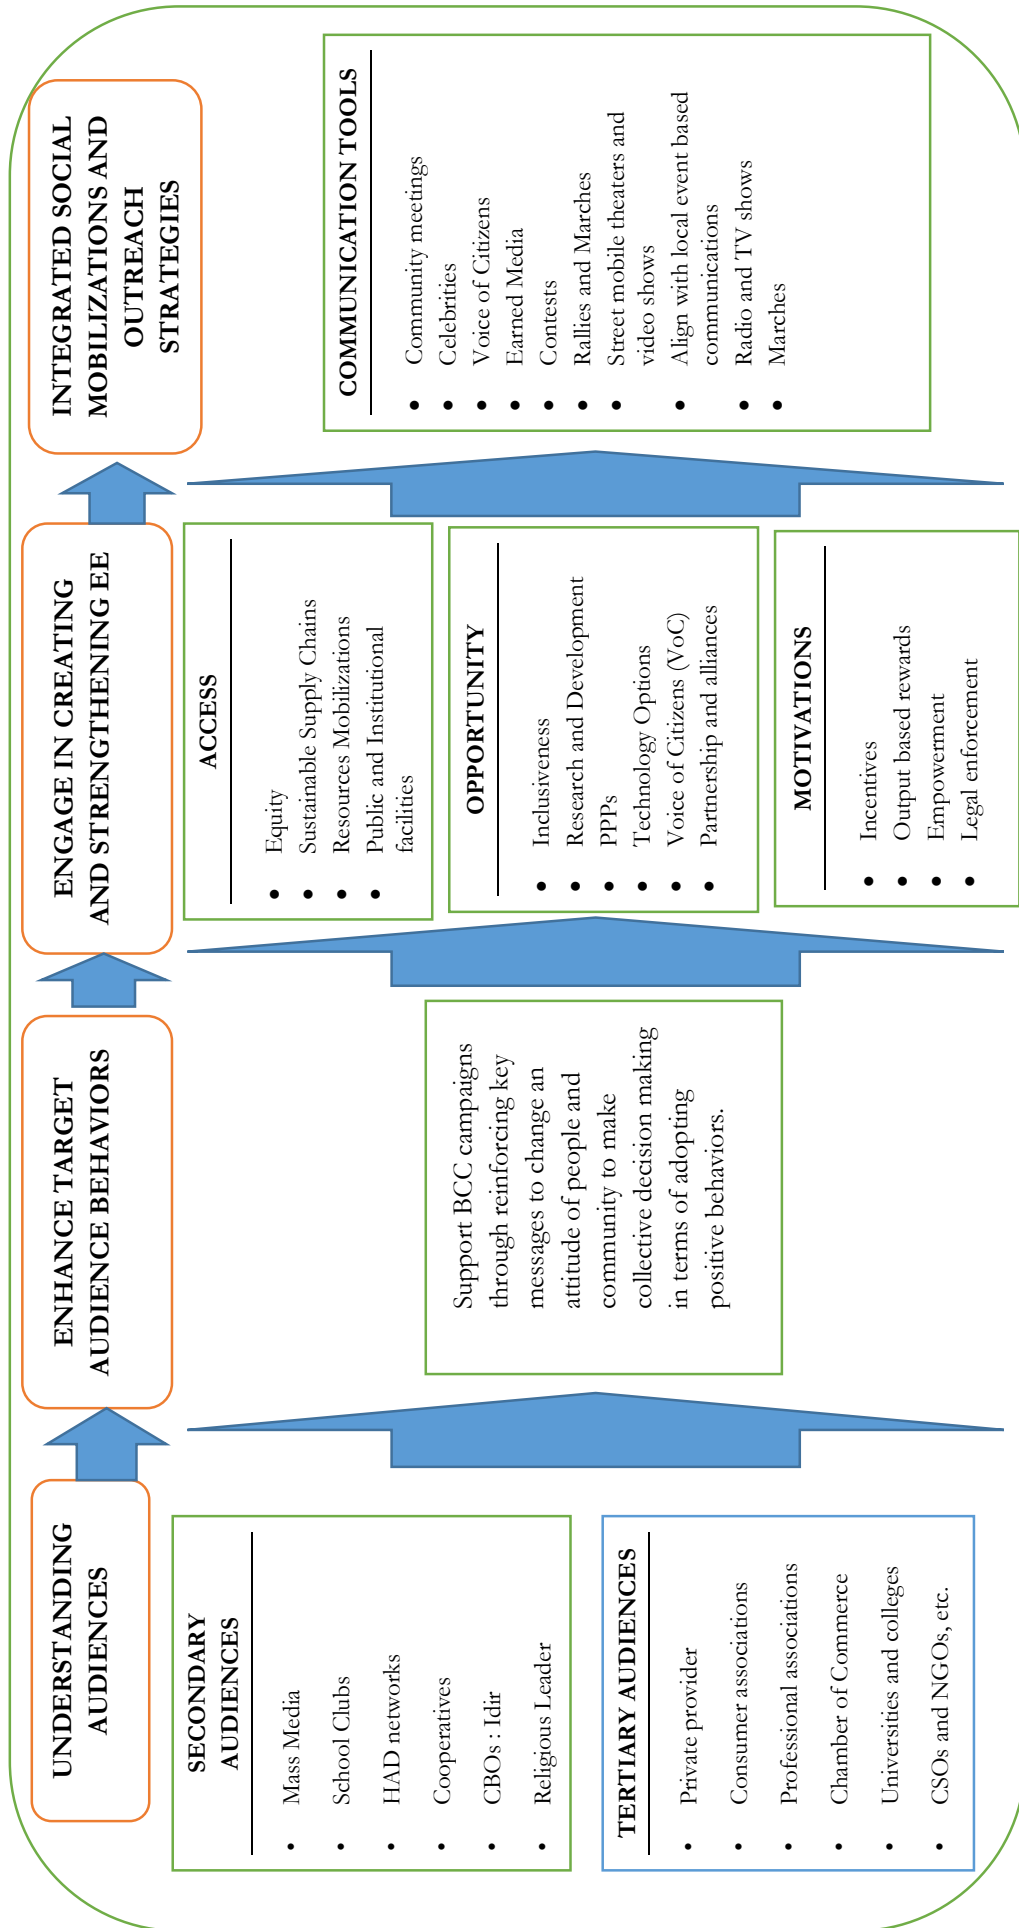 UNDERSTANDING
AUDIENCES
SECONDARY
AUDIENCES
• Mass Media
• School Clubs
• HAD networks
• Cooperatives
• CBOs : Idir
• Religious Leader
TERTIARY AUDIENCES
• Private provider
• Consumer associations
• Professional associations
• Chamber of Commerce
• Universities and colleges
• CSOs and NGOs, etc.
ENHANCE TARGET
AUDIENCE BEHAVIORS
Support BCC campaigns
through reinforcing key
messages to change an
attitude of people and
community to make
collective decision making
in terms of adopting
positive behaviors.
ENGAGE IN CREATING
AND STRENGTHENING EE
ACCESS
• Equity
• Sustainable Supply Chains
• Resources Mobilizations
• Public and Institutional
facilities
OPPORTUNITY
• Inclusiveness
• Research and Development
• PPPs
• Technology Options
• Voice of Citizens (VoC)
• Partnership and alliances
MOTIVATIONS
• Incentives
• Output based rewards
• Empowerment
• Legal enforcement
INTEGRATED SOCIAL
MOBILIZATIONS AND
OUTREACH
STRATEGIES
COMMUNICATION TOOLS
• Community meetings
• Celebrities
• Voice of Citizens
• Earned Media
• Contests
• Rallies and Marches
• Street mobile theaters and
video shows
• Align with local event based
communications
• Radio and TV shows
• Marches